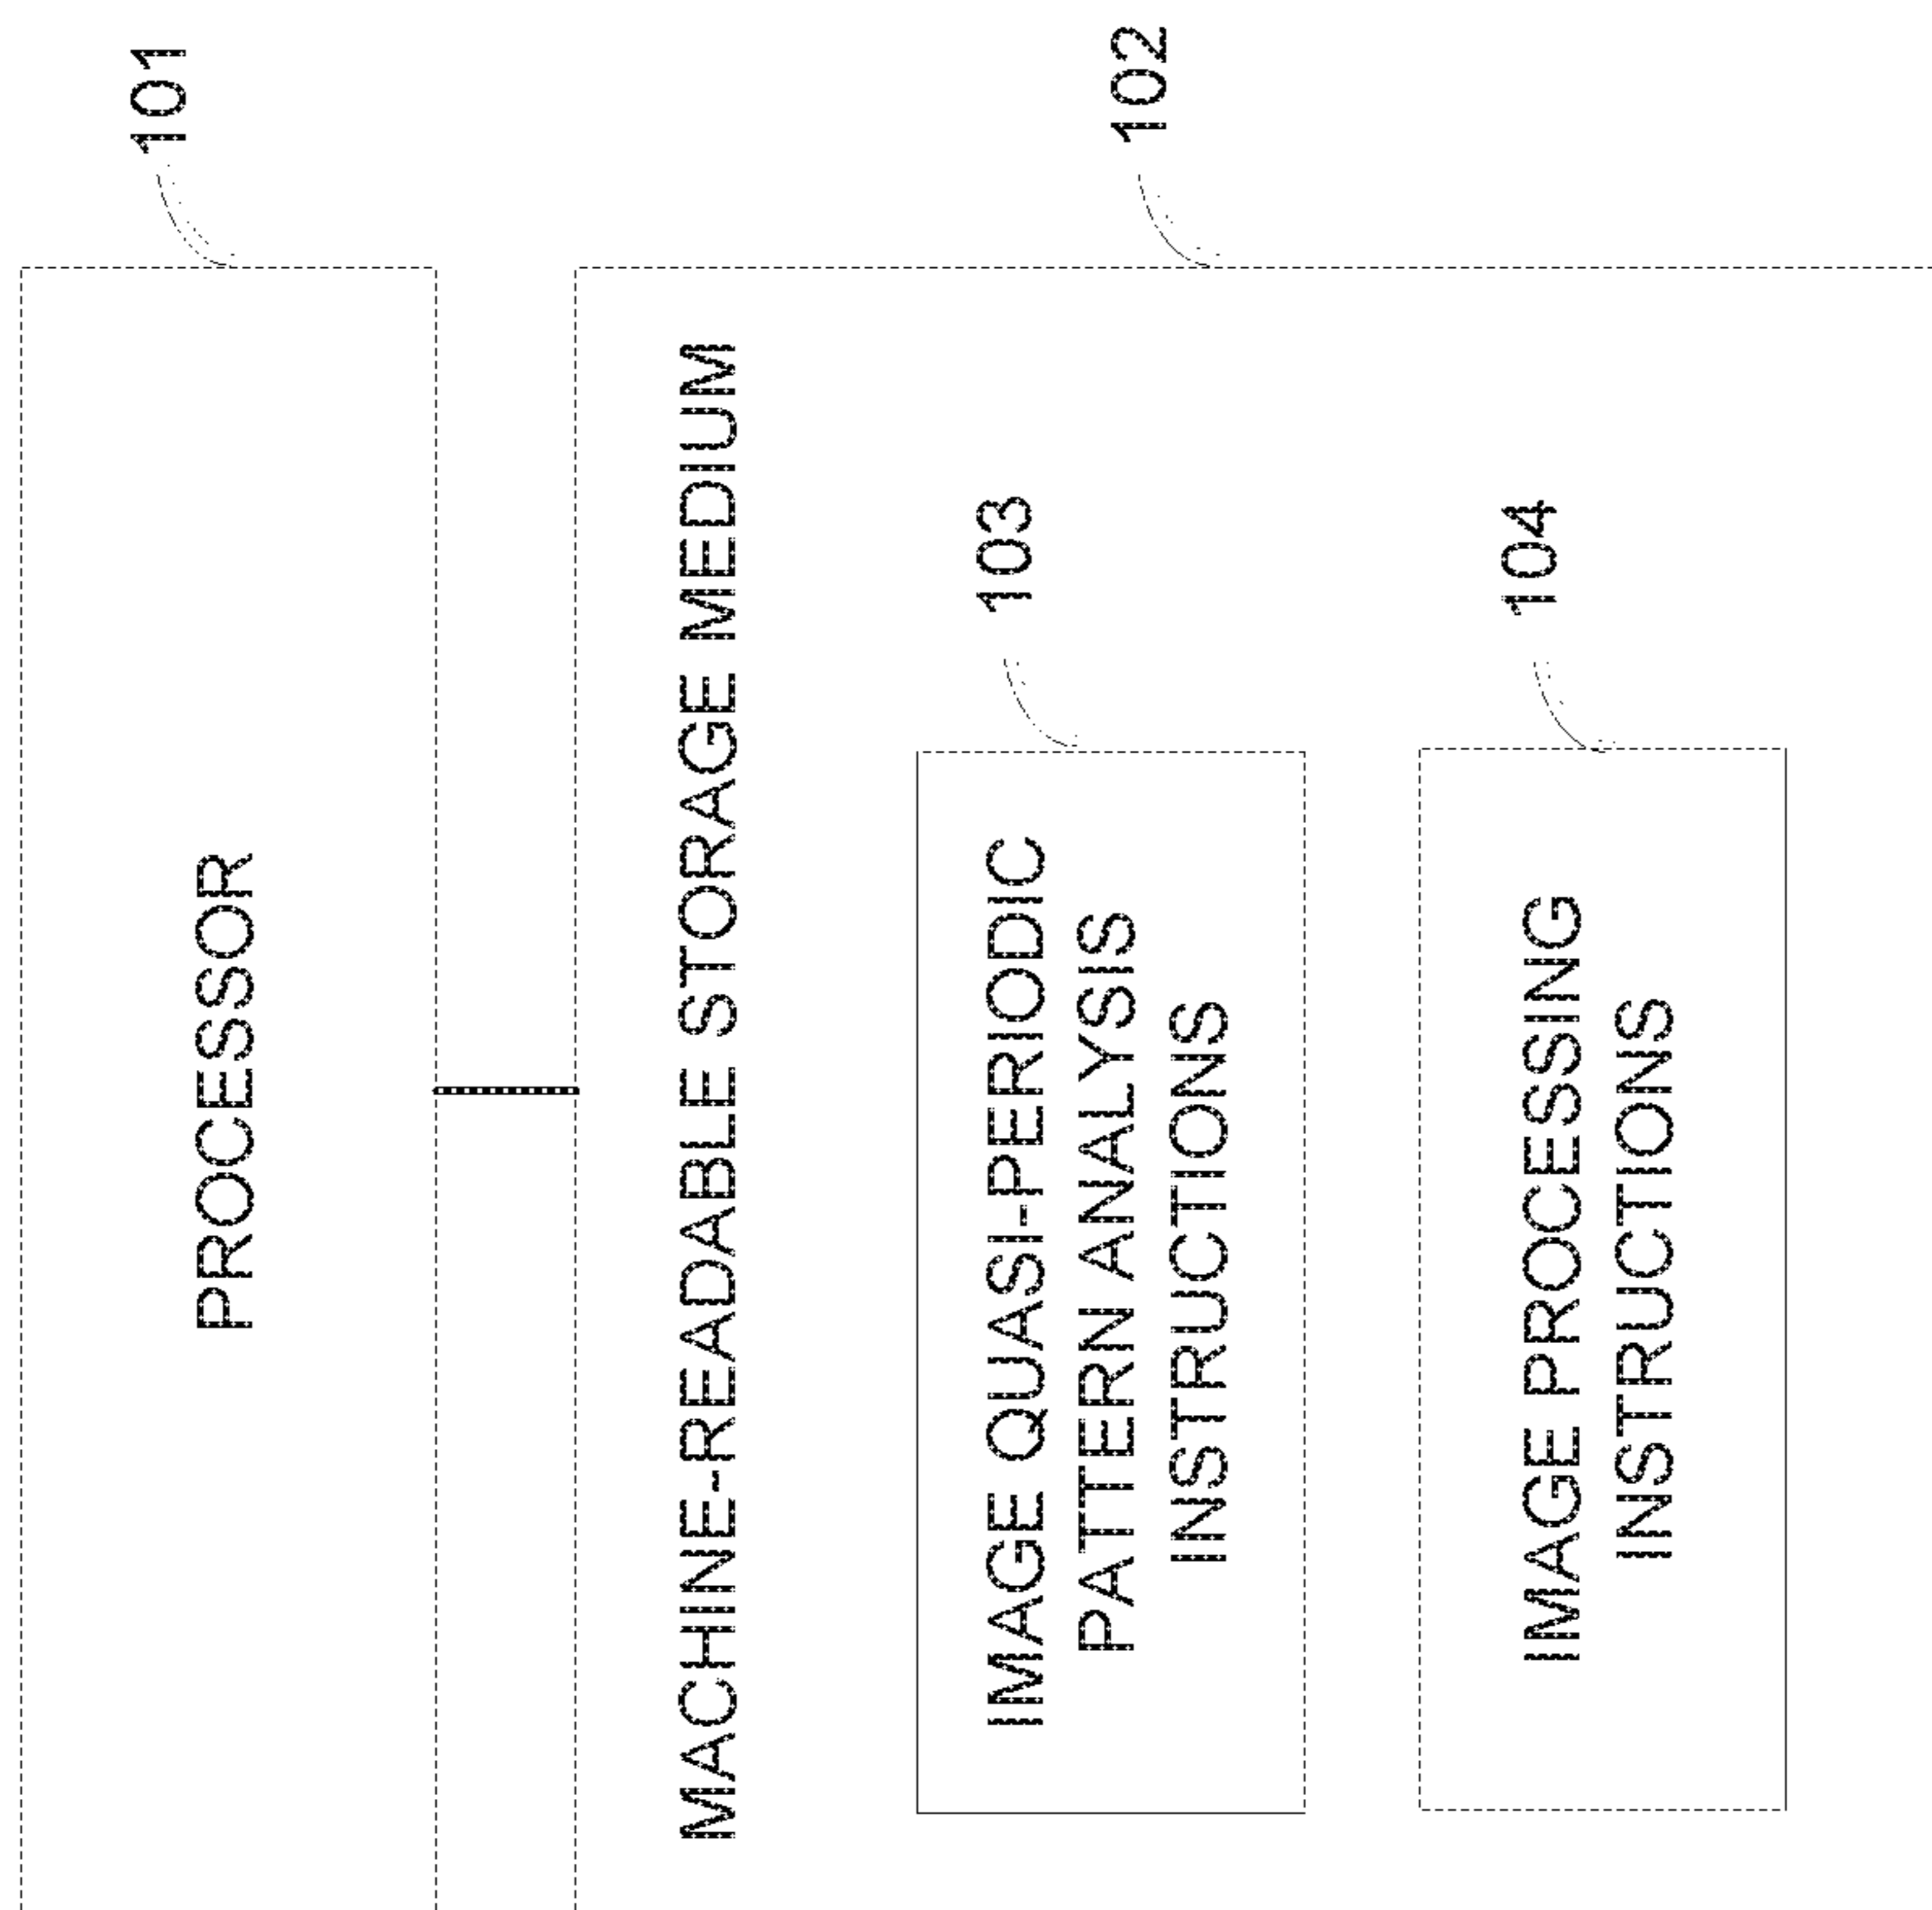 101
PROCESSOR
102
MACHINE-READABLE STORAGE MEDIUM
103
IMAGE QUASI-PERIODIC
PATTERN ANALYSIS
INSTRUCTIONS
104
IMAGE PROCESSING
INSTRUCTIONS